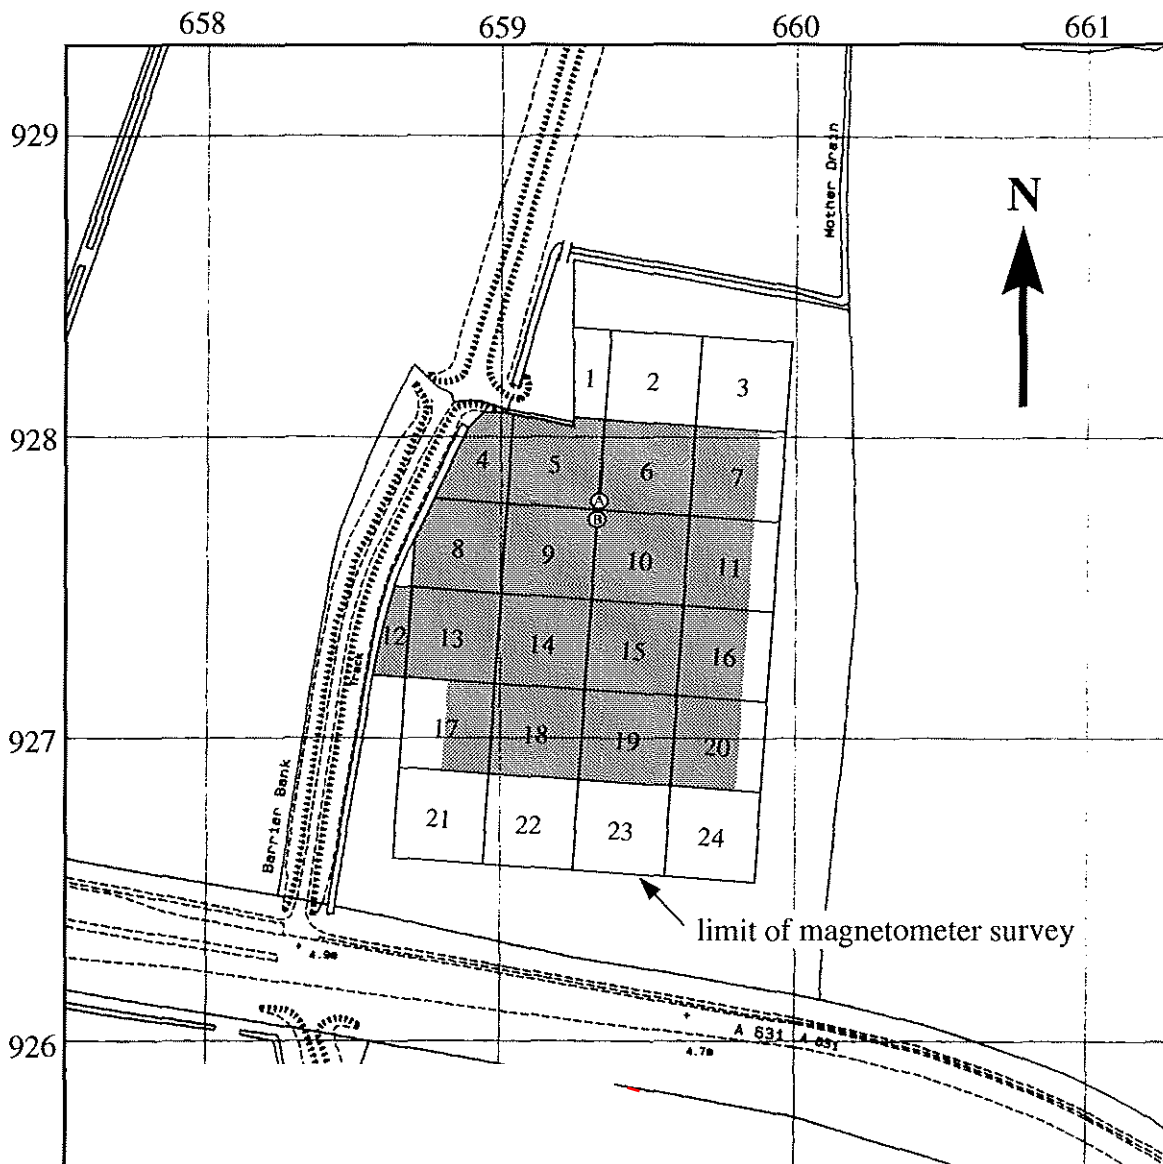 658 659 660 661
929
Mother Drain
N
1 2 3
928
4 5 6 7
A
B
8 9 10 11
12 13 14 15 16
Track
17 18 19 20
927
Barrier Bank
21 22 23 24
limit of magnetometer survey
4.9m
926
A 631 A 631
4.7m